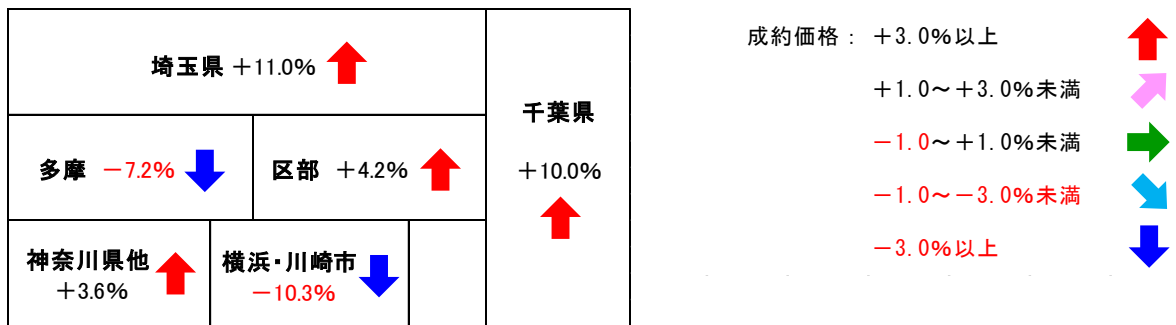 埼玉県 +11.0%
千葉県
+10.0%
多摩 -7.2%
区部 +4.2%
神奈川県他
+3.6%
横浜・川崎市
-10.3%
成約価格： +3.0%以上
+1.0～+3.0%未満
-1.0～+1.0%未満
-1.0～-3.0%未満
-3.0%以上